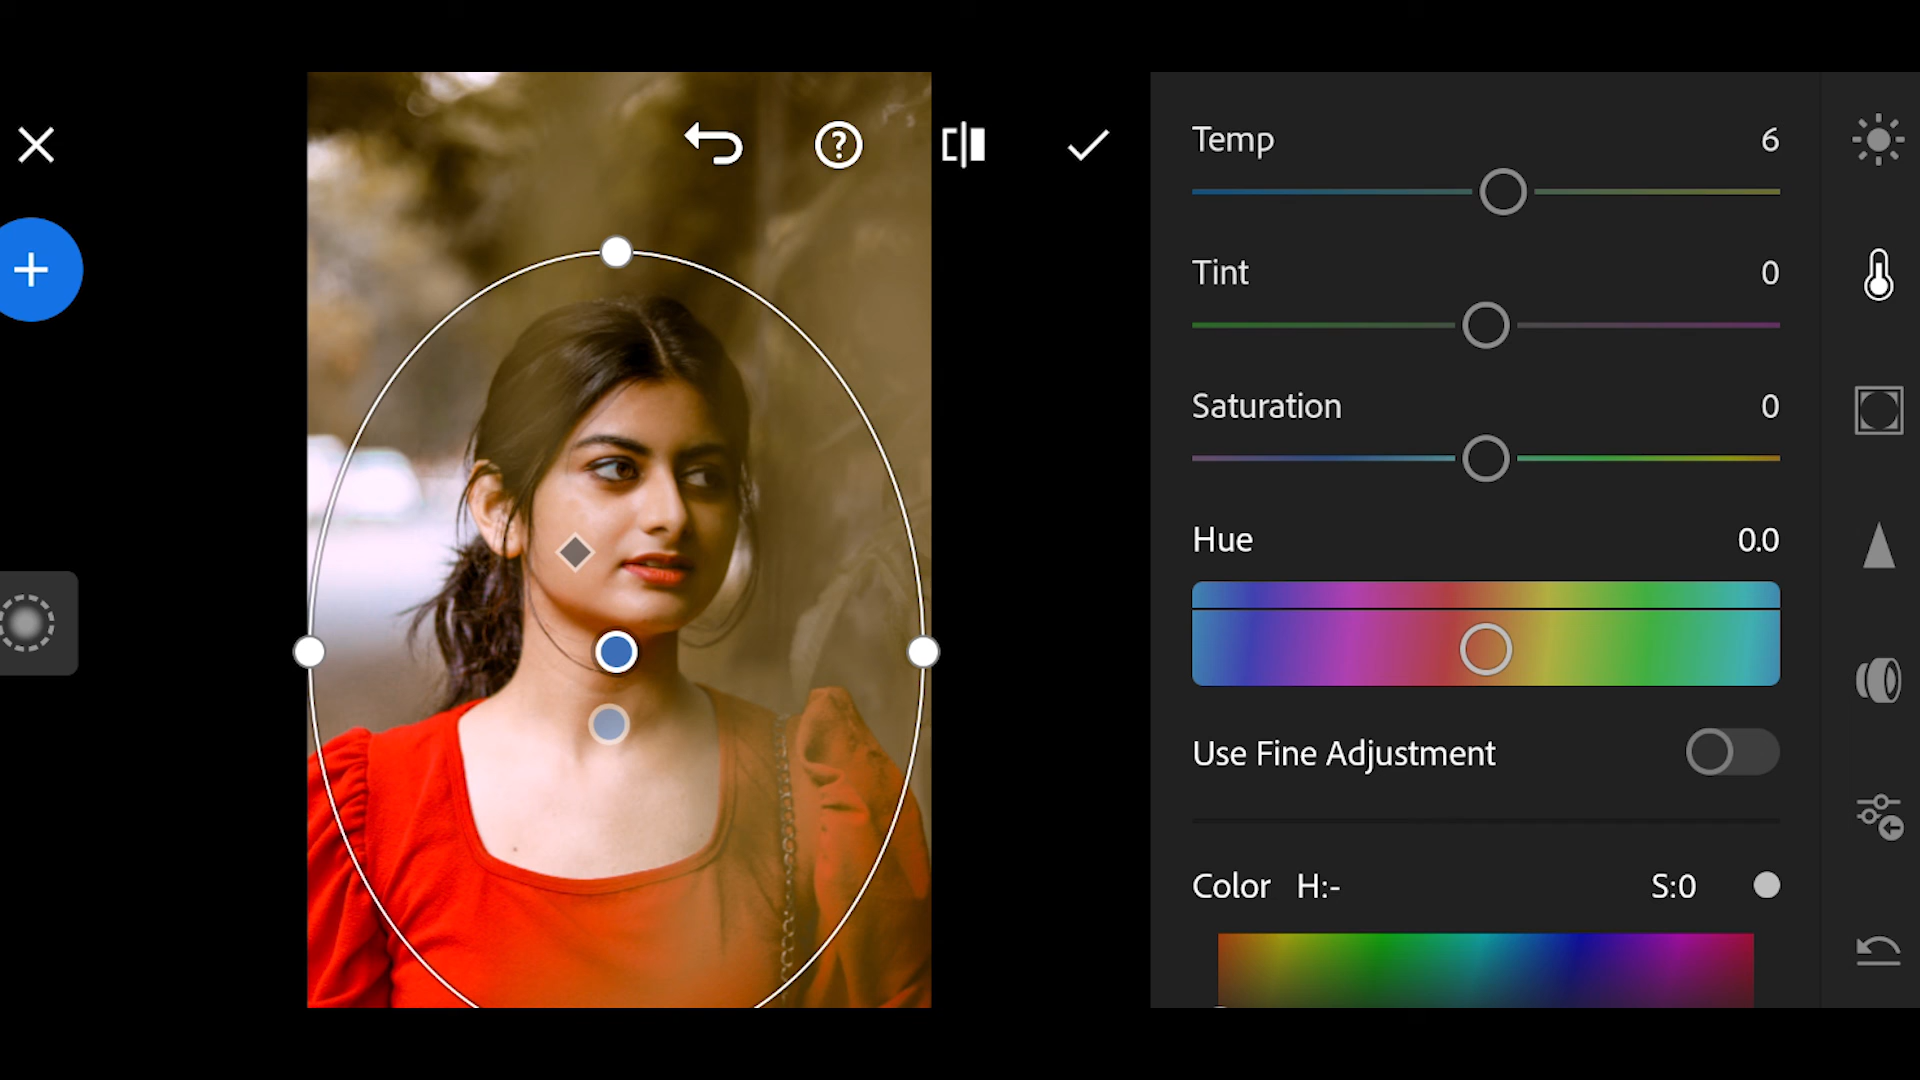 Temp 6
Tint 0
Saturation 0
Hue 0.0
Use Fine Adjustment
Color H:- S:0